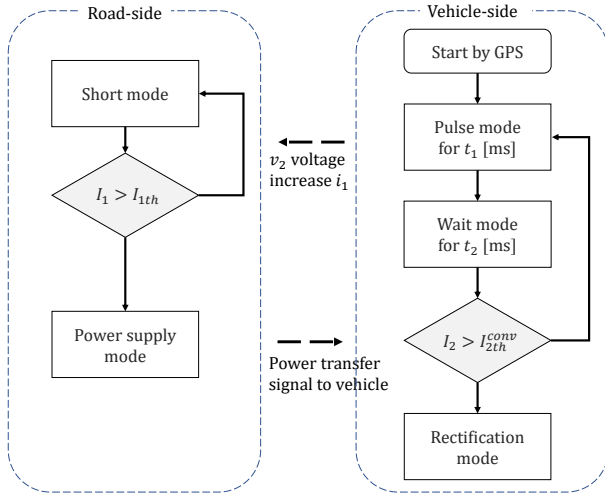 Road-side
Short mode
I₁ > I₁ₜₕ
Power supply
mode
v₂ voltage
increase i₁
Power transfer
signal to vehicle
Vehicle-side
Start by GPS
Pulse mode
for t₁ [ms]
Wait mode
for t₂ [ms]
I₂ > I₂ₜₕ^conv
Rectification
mode